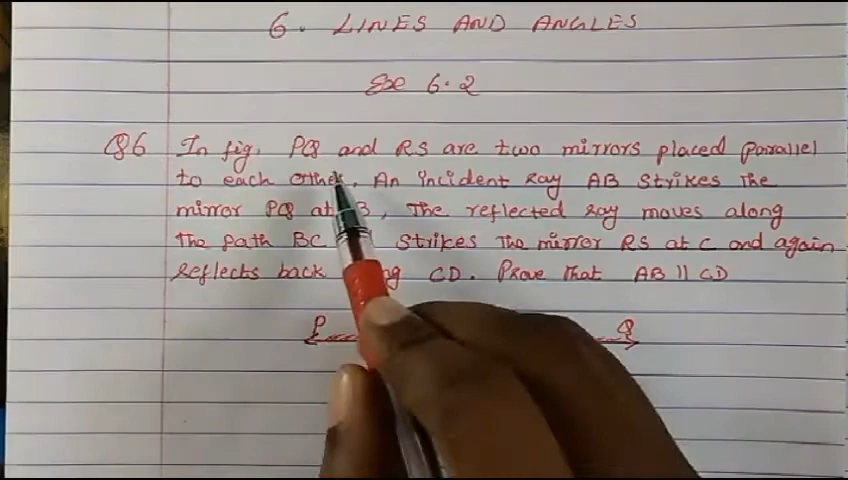 6. LINES AND ANGLES
Exe 6.2
Q6 In fig, PQ and RS are two mirrors placed parallel
to each other. An incident ray AB strikes the
mirror PQ at B, The reflected ray moves along
the path BC strikes the mirror RS at C and again
reflects back CD. Prove that AB || CD
P Q